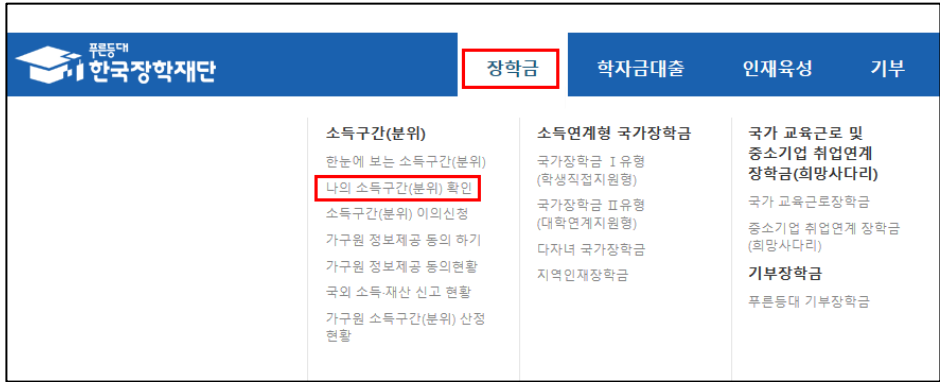 푸른등대
한국장학재단
장학금
학자금대출
인재육성
기부
소득구간(분위)
한눈에 보는 소득구간(분위)
나의 소득구간(분위) 확인
소득구간(분위) 이의신청
가구원 정보제공 동의 하기
가구원 정보제공 동의현황
국외 소득·재산 신고 현황
가구원 소득구간(분위) 산정
현황
소득연계형 국가장학금
국가장학금 Ⅰ유형
(학생직접지원형)
국가장학금 Ⅱ유형
(대학연계지원형)
다자녀 국가장학금
지역인재장학금
국가 교육근로 및
중소기업 취업연계
장학금(희망사다리)
국가 교육근로장학금
중소기업 취업연계 장학금
(희망사다리)
기부장학금
푸른등대 기부장학금